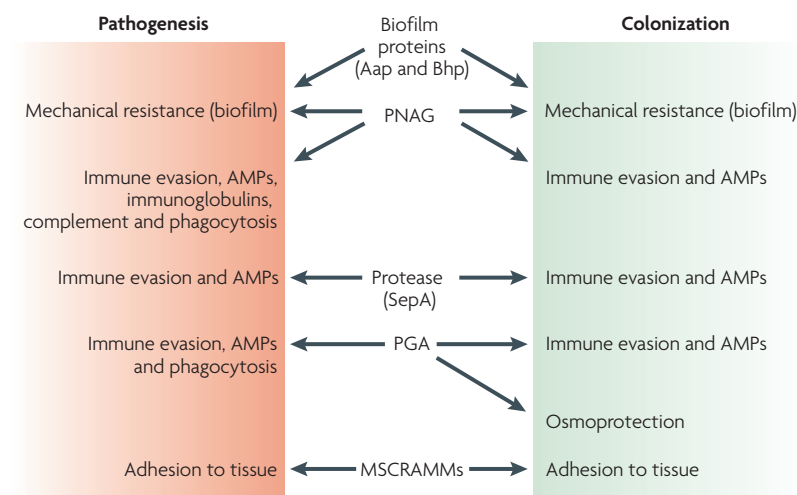 Pathogenesis
Biofilm
proteins
(Aap and Bhp)
Colonization
Mechanical resistance (biofilm)
PNAG
Mechanical resistance (biofilm)
Immune evasion, AMPs,
immunoglobulins,
complement and phagocytosis
Immune evasion and AMPs
Immune evasion and AMPs
Protease
(SepA)
Immune evasion and AMPs
Immune evasion, AMPs
and phagocytosis
PGA
Immune evasion and AMPs
Osmoprotection
Adhesion to tissue
MSCRAMMs
Adhesion to tissue